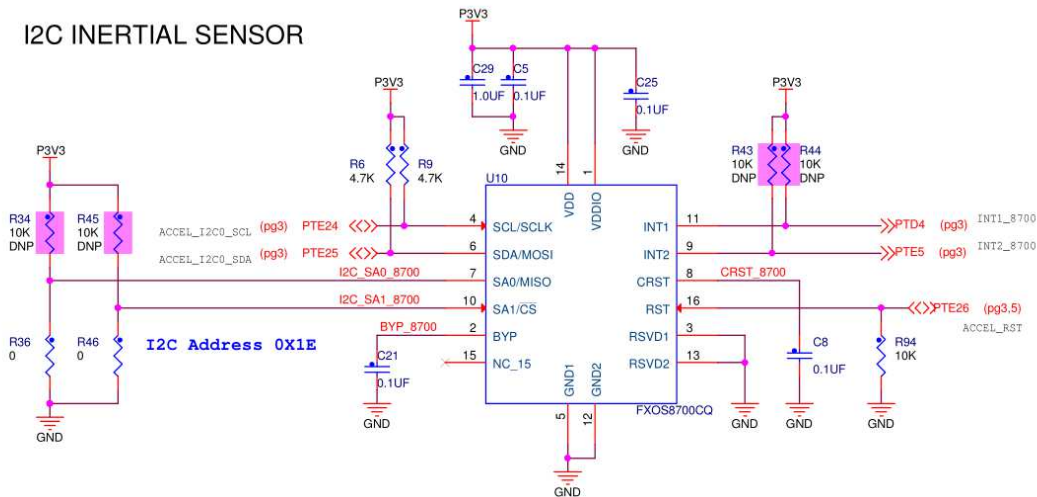 I2C INERTIAL SENSOR
P3V3
C29
1.0UF
C5
0.1UF
C25
0.1UF
GND
GND
P3V3
R6
4.7K
R9
4.7K
P3V3
R43
10K
DNP
R44
10K
DNP
P3V3
R34
10K
DNP
R45
10K
DNP
U10
14
1
VDD
VDDIO
ACCEL_I2C0_SCL (pg3) PTE24 4 SCL/SCLK
ACCEL_I2C0_SDA (pg3) PTE25 6 SDA/MOSI
I2C_SA0_8700 7 SA0/MISO
I2C_SA1_8700 10 SA1/CS
BYP_8700 2 BYP
15 NC_15
INT1 11 PTD4 (pg3) INT1_8700
INT2 9 PTE5 (pg3) INT2_8700
CRST 8 CRST_8700
RST 16 PTE26 (pg3,5)
ACCEL_RST
RSVD1 3
RSVD2 13
GND1
GND2
5
12
FXOS8700CQ
R36
0
R46
0
I2C Address 0X1E
C21
0.1UF
C8
0.1UF
R94
10K
GND
GND
GND
GND
GND
GND